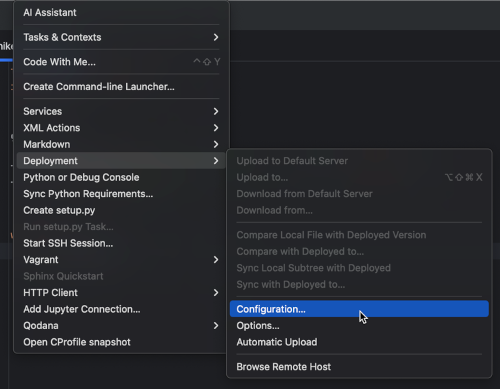 AI Assistant
Tasks & Contexts
Code With Me... ^⇧Y
Create Command-line Launcher...
Services
XML Actions
Markdown
Deployment
Python or Debug Console
Sync Python Requirements...
Create setup.py
Run setup.py Task...
Start SSH Session...
Vagrant
Sphinx Quickstart
HTTP Client
Add Jupyter Connection...
Qodana
Open CProfile snapshot
Upload to Default Server
Upload to... ⌥⇧⌘X
Download from Default Server
Download from...
Compare Local File with Deployed Version
Compare with Deployed to...
Sync Local Subtree with Deployed
Sync with Deployed to...
Configuration...
Options...
Automatic Upload
Browse Remote Host